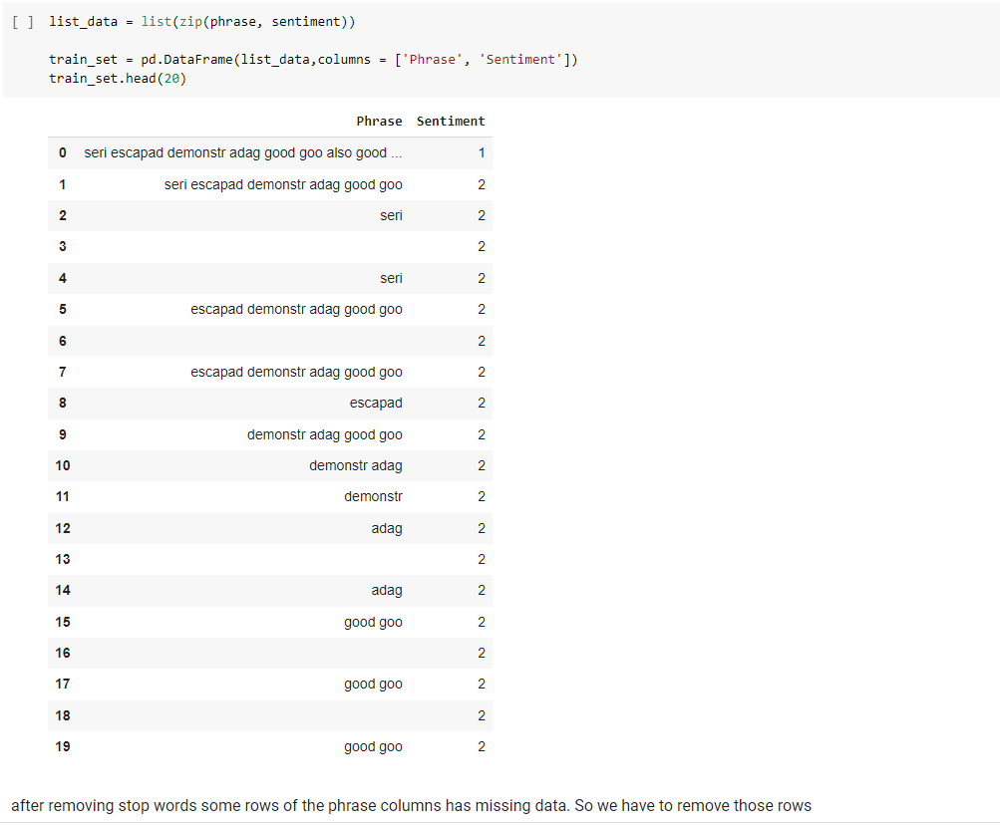 [ ] list_data = list(zip(phrase, sentiment))
train_set = pd.DataFrame(list_data,columns = ['Phrase', 'Sentiment'])
train_set.head(20)
Phrase Sentiment
0 seri escapad demonstr adag good goo also good ... 1
1 seri escapad demonstr adag good goo 2
2 seri 2
3 2
4 seri 2
5 escapad demonstr adag good goo 2
6 2
7 escapad demonstr adag good goo 2
8 escapad 2
9 demonstr adag good goo 2
10 demonstr adag 2
11 demonstr 2
12 adag 2
13 2
14 adag 2
15 good goo 2
16 2
17 good goo 2
18 2
19 good goo 2
after removing stop words some rows of the phrase columns has missing data. So we have to remove those rows